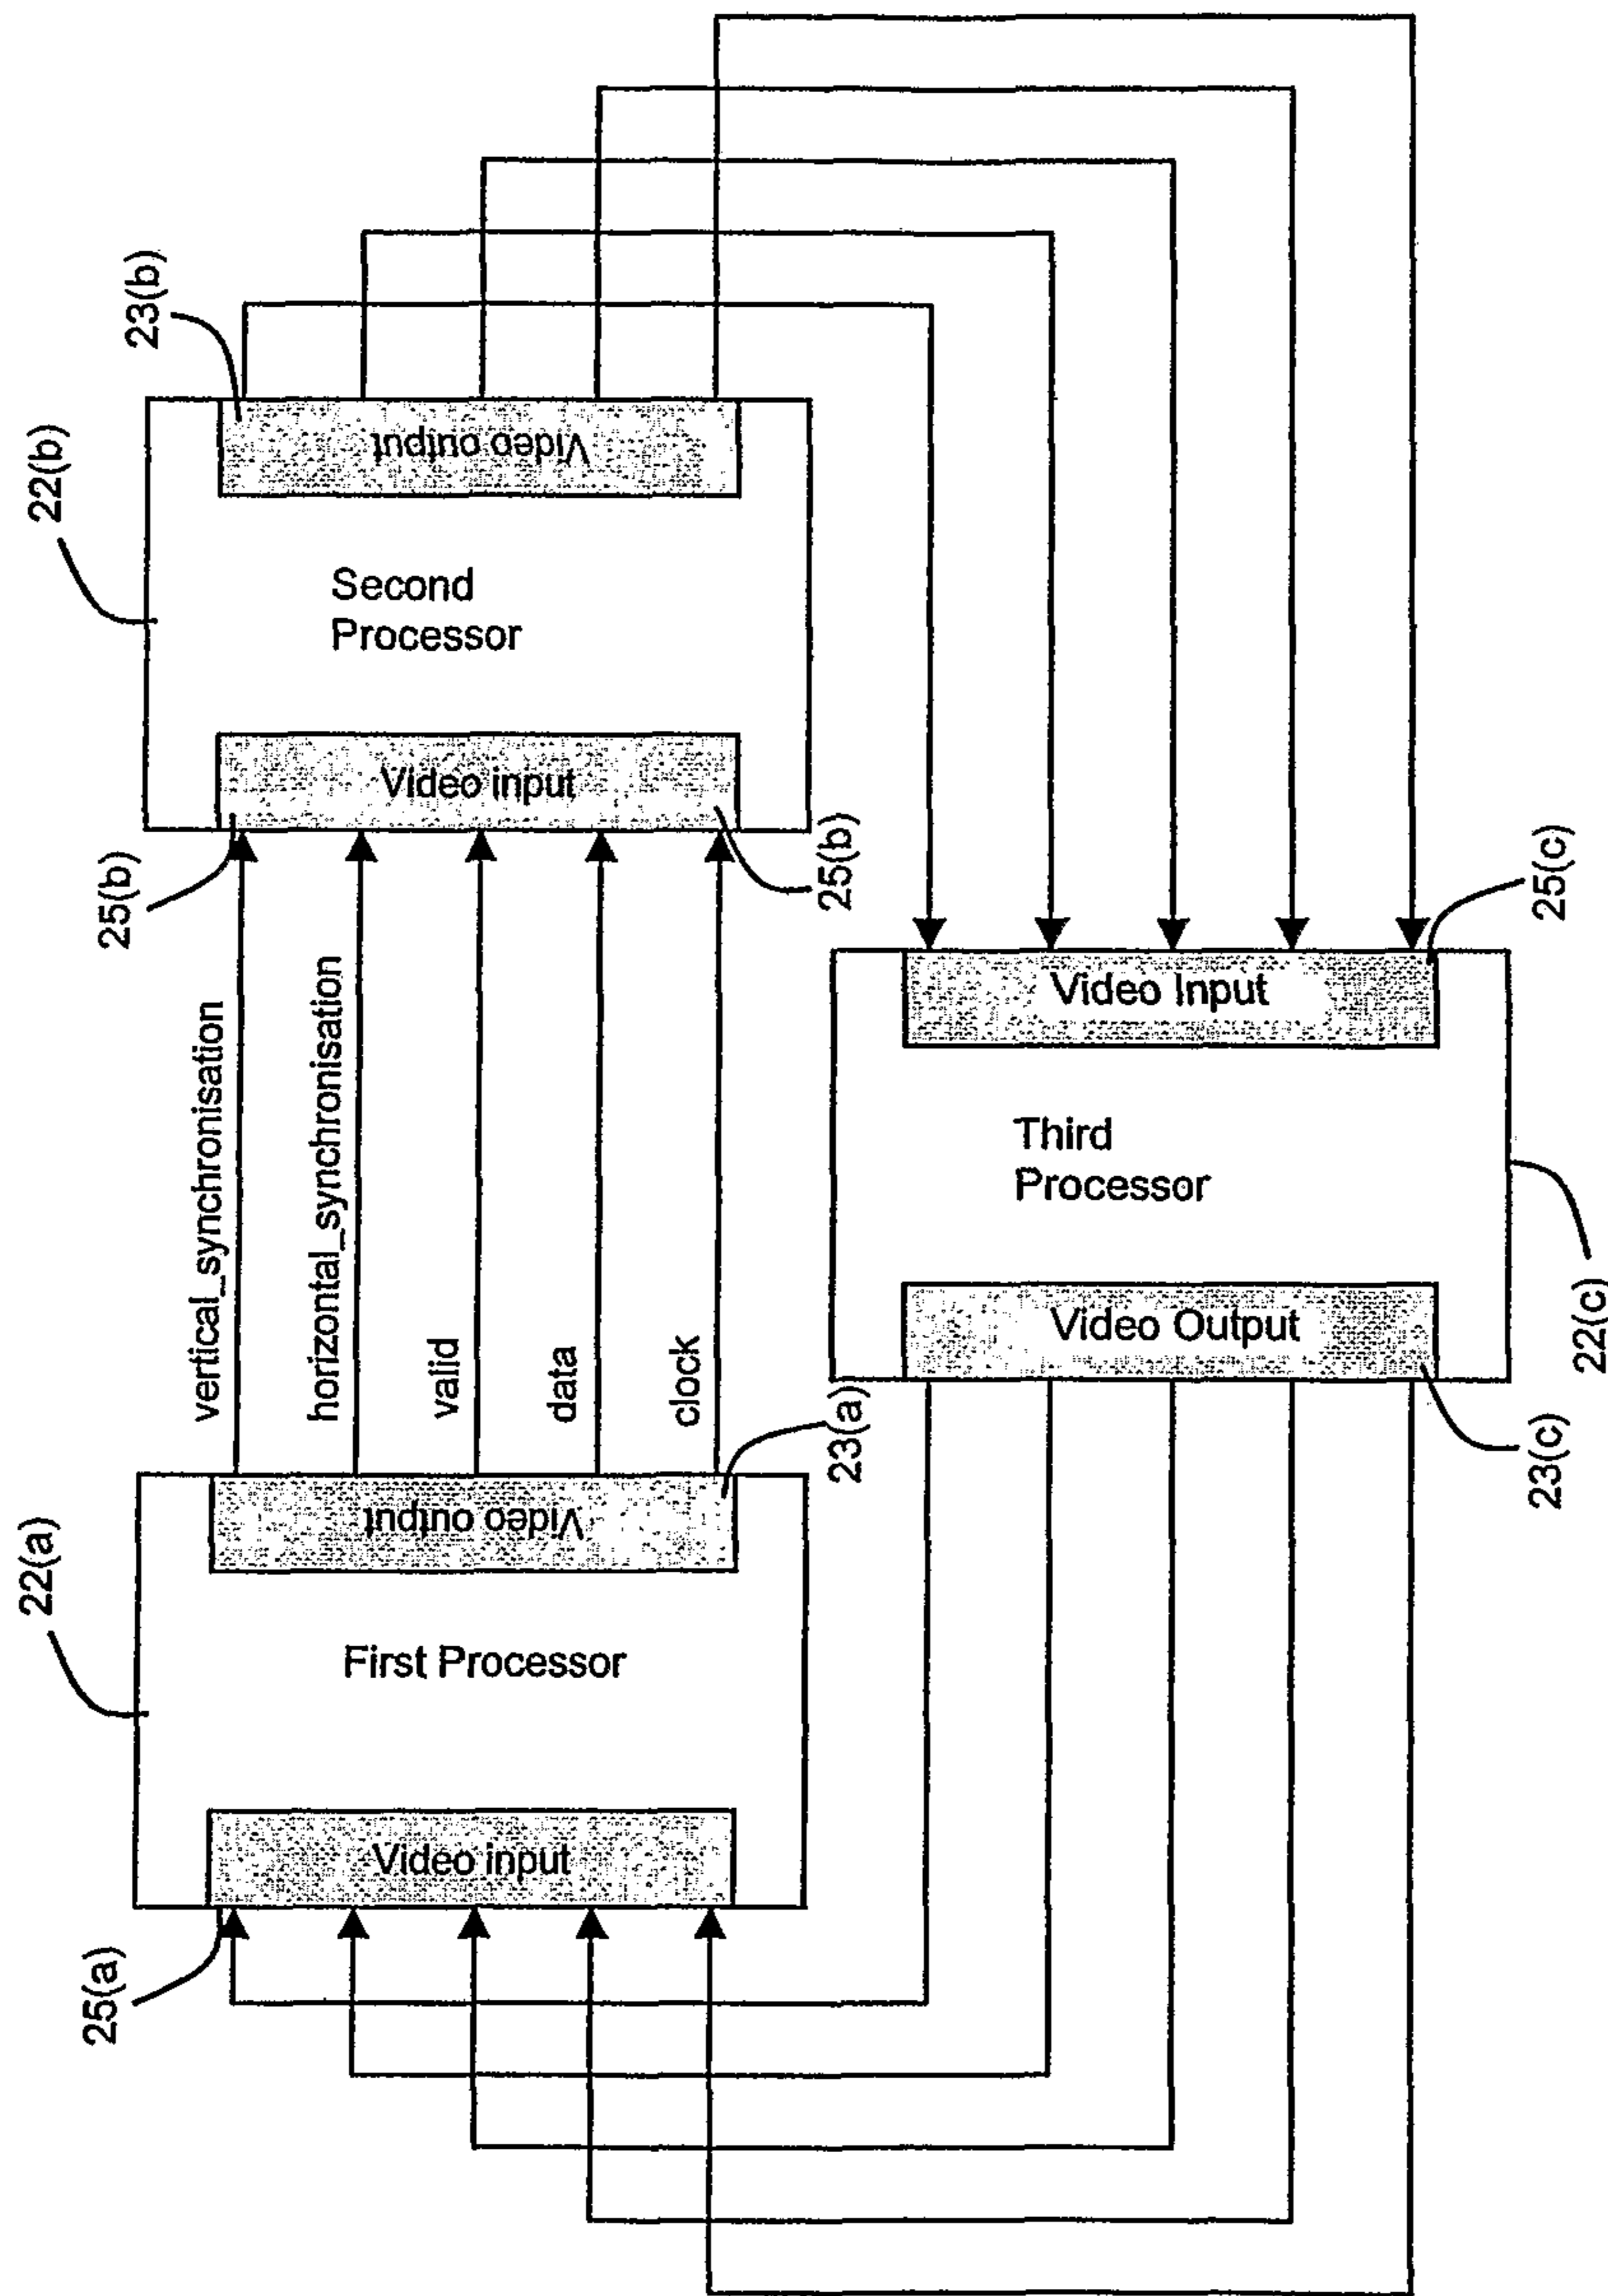 22(a)
22(b)
23(b)
25(a)
Video input
First Processor
Video output
23(a)
vertical_synchronisation
horizontal_synchronisation
valid
data
clock
25(b)
Video input
25(b)
Second
Processor
Video output
Video Output
23(c)
Third
Processor
22(c)
Video Input
25(c)